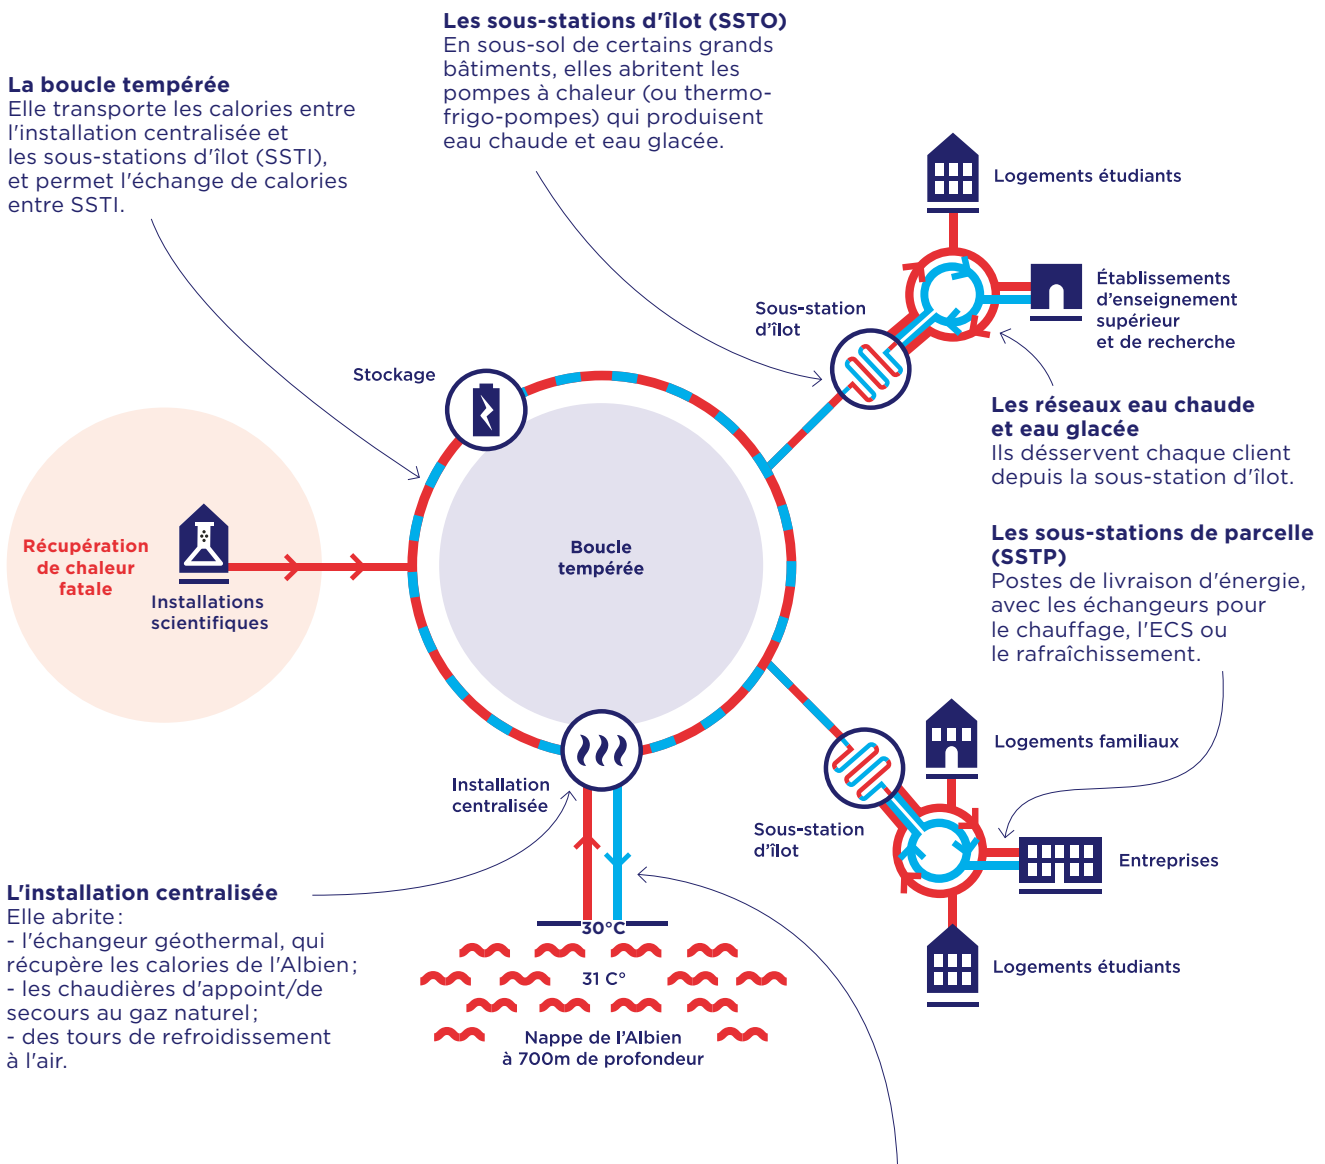 Les sous-stations d'îlot (SSTO)
En sous-sol de certains grands
bâtiments, elles abritent les
pompes à chaleur (ou thermo-
frigo-pompes) qui produisent
eau chaude et eau glacée.
La boucle tempérée
Elle transporte les calories entre
l'installation centralisée et
les sous-stations d'îlot (SSTI),
et permet l'échange de calories
entre SSTI.
Logements étudiants
Établissements
d'enseignement
supérieur
et de recherche
Sous-station
d'îlot
Stockage
Les réseaux eau chaude
et eau glacée
Ils désservent chaque client
depuis la sous-station d'îlot.
Récupération
de chaleur
fatale
Installations
scientifiques
Boucle
tempérée
Les sous-stations de parcelle
(SSTP)
Postes de livraison d'énergie,
avec les échangeurs pour
le chauffage, l'ECS ou
le rafraîchissement.
Logements familiaux
Installation
centralisée
Sous-station
d'îlot
Entreprises
Logements étudiants
L'installation centralisée
Elle abrite :
- l'échangeur géothermal, qui
récupère les calories de l'Albien ;
- les chaudières d'appoint/de
secours au gaz naturel ;
- des tours de refroidissement
à l'air.
30°C
31 C°
Nappe de l'Albien
à 700m de profondeur